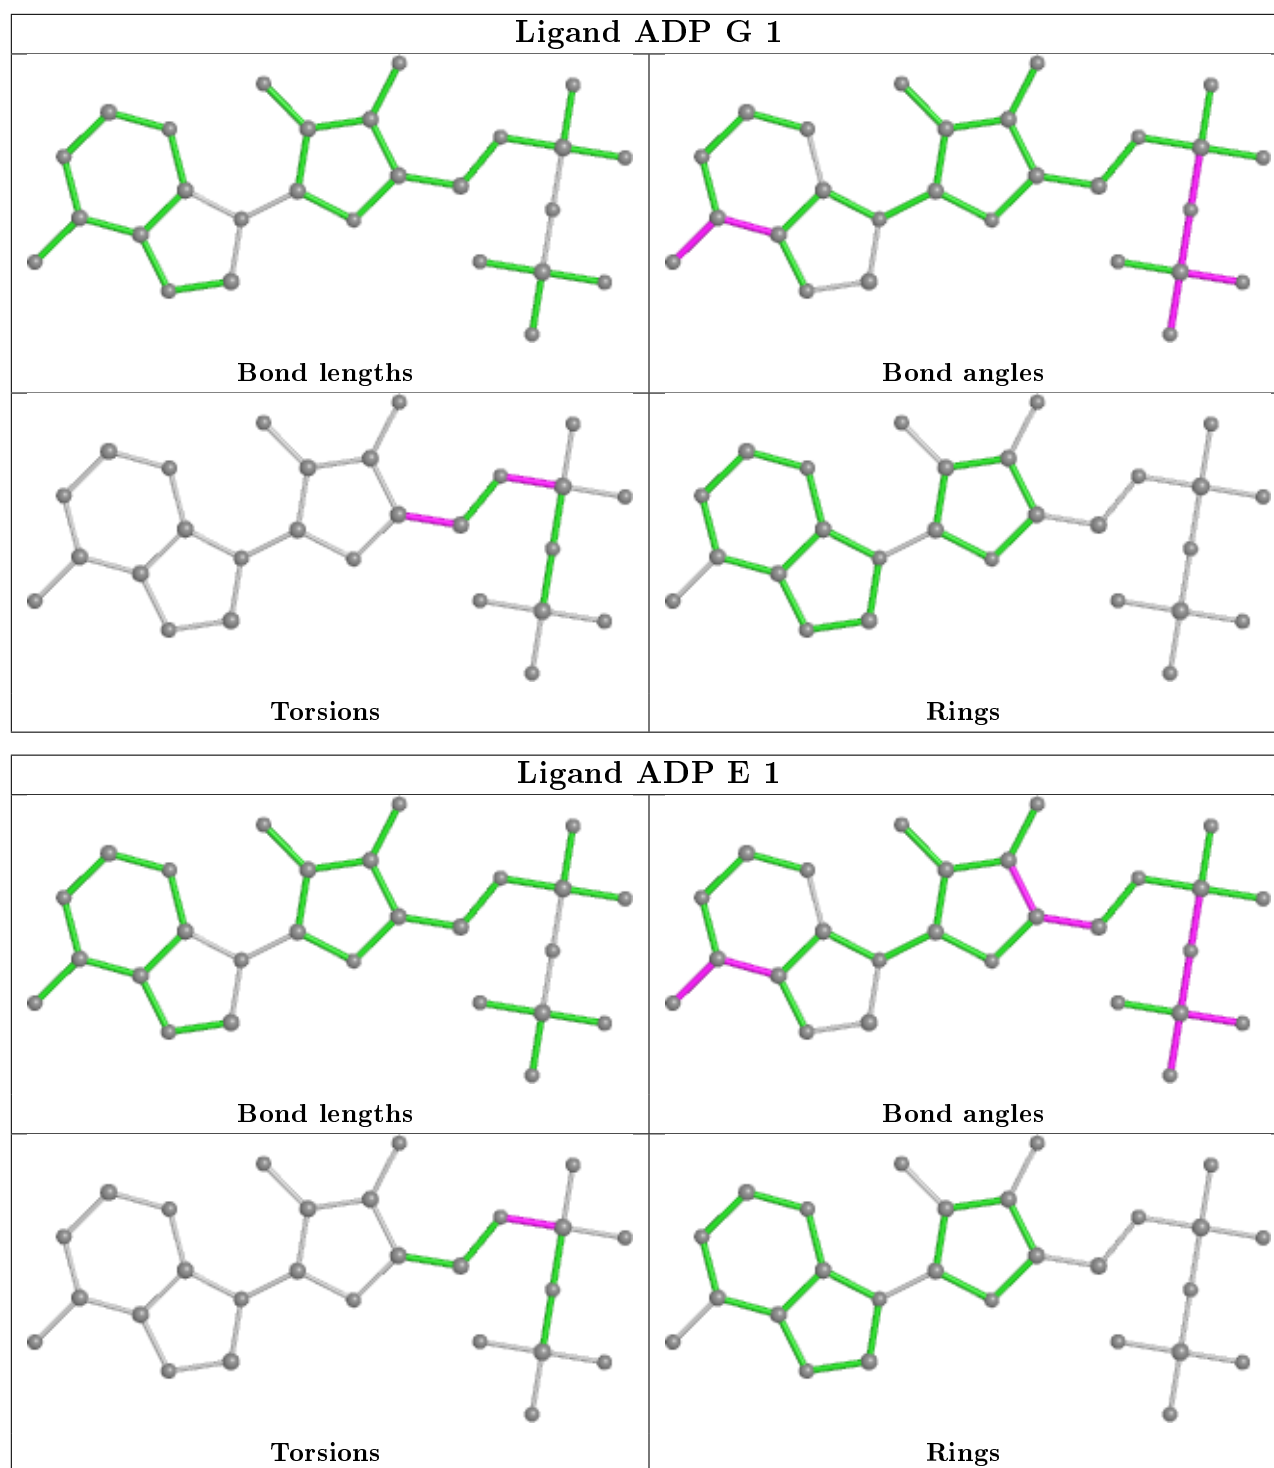 Ligand ADP G 1
Bond lengths
Bond angles
Torsions
Rings
Ligand ADP E 1
Bond lengths
Bond angles
Torsions
Rings